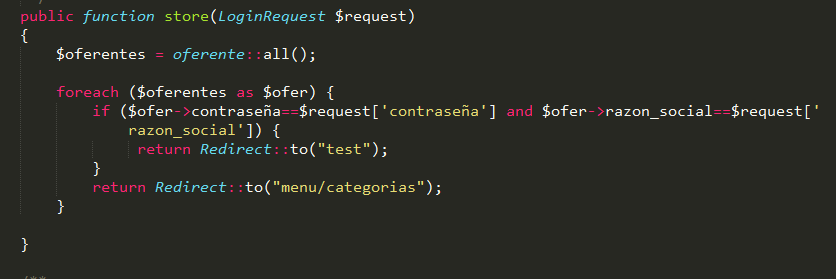 public function store(LoginRequest $request)
{
    $oferentes = oferente::all();

    foreach ($oferentes as $ofer) {
        if ($ofer->contraseña==$request['contraseña'] and $ofer->razon_social==$request['
            razon_social']) {
             return Redirect::to("test");
        }
        return Redirect::to("menu/categorias");
    }

}
/**